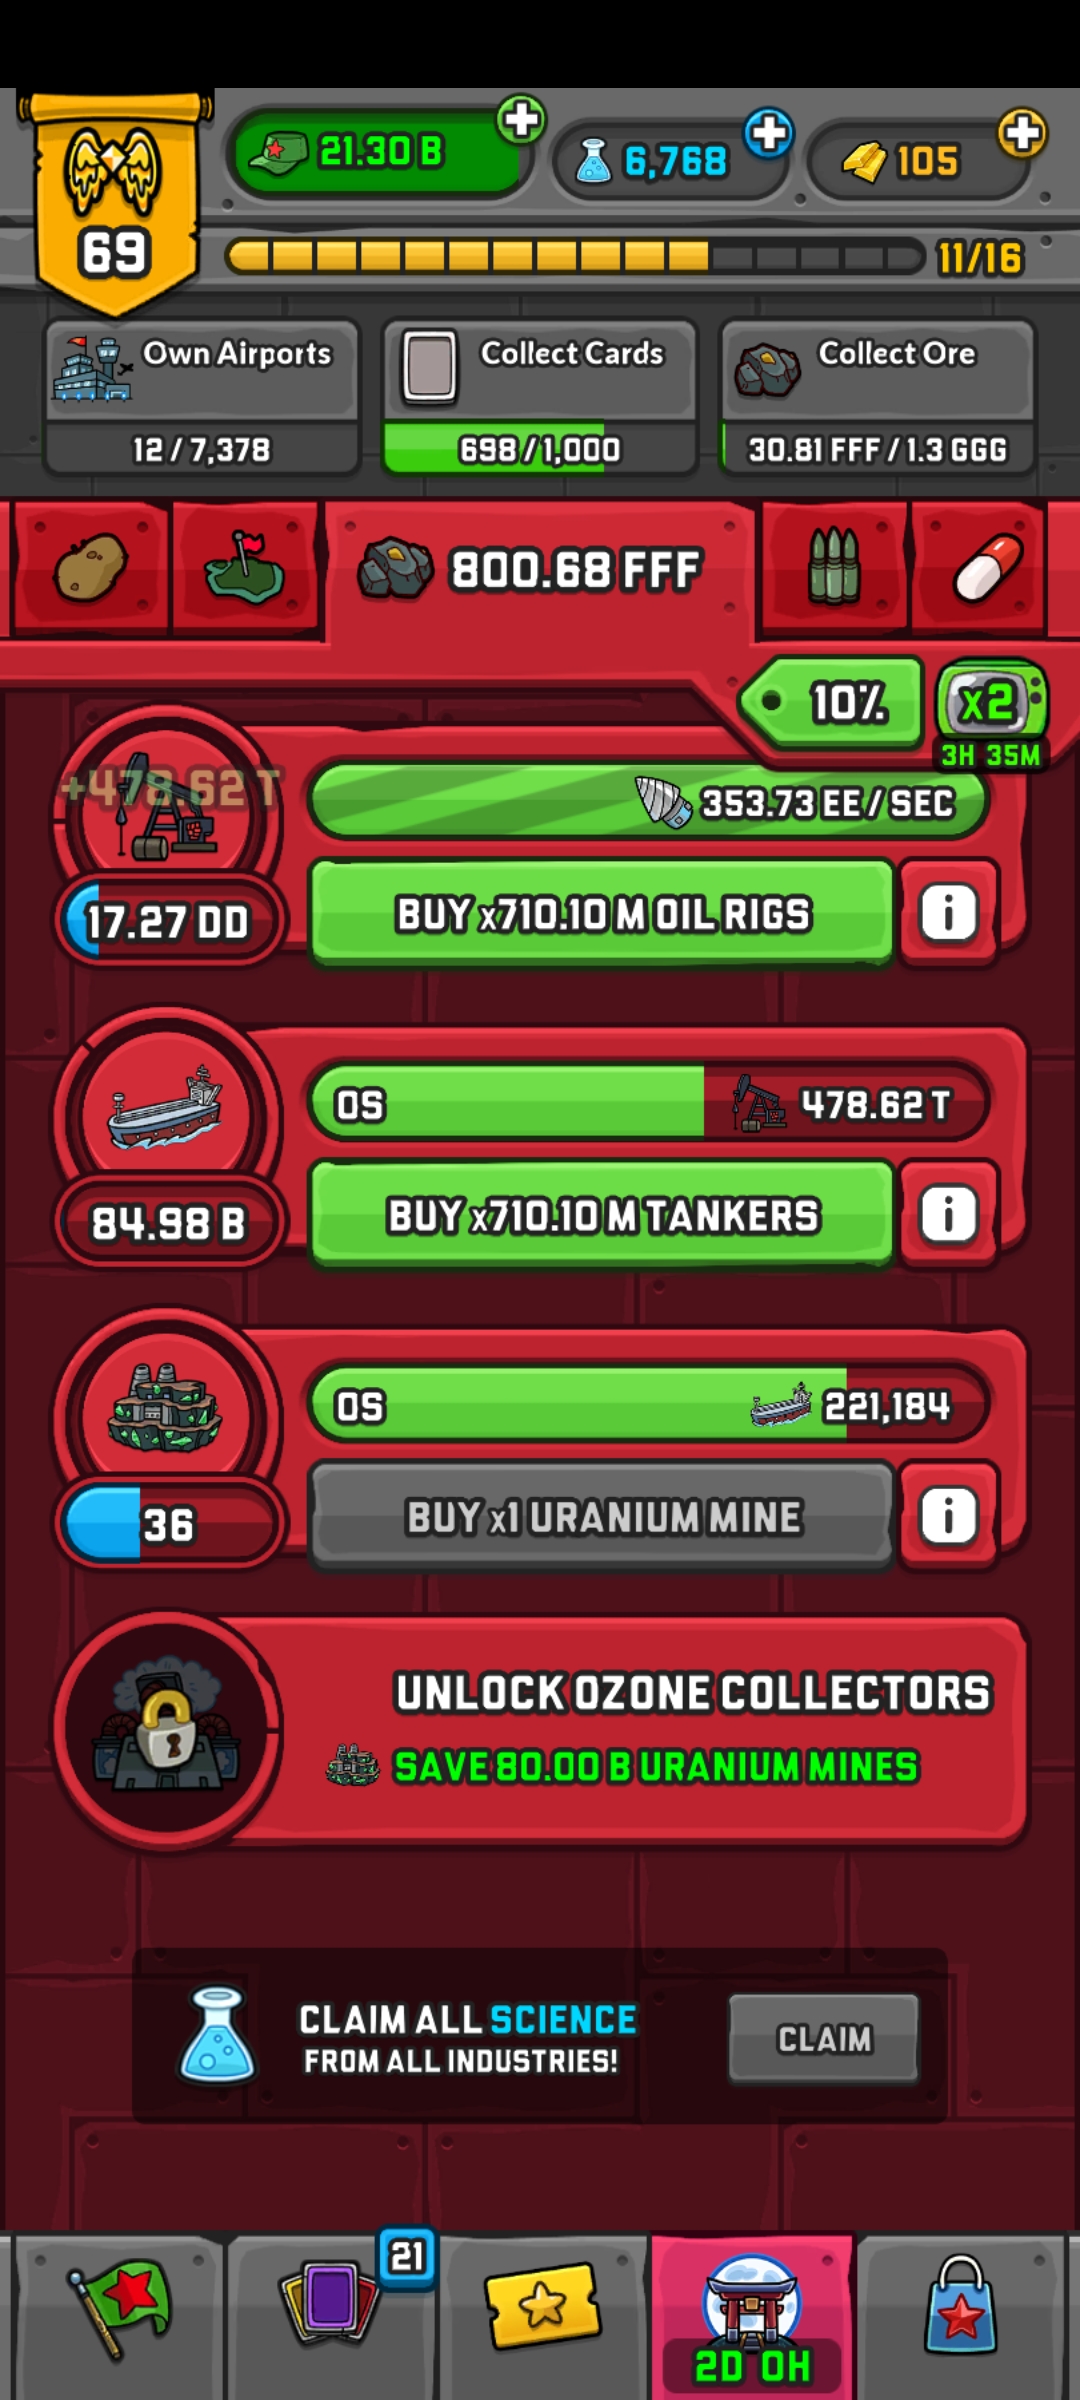 69
21.30 B
6,768
105
11/16
Own Airports
12 / 7,378
Collect Cards
698 / 1,000
Collect Ore
30.81 FFF / 1.3 GGG
800.68 FFF
10%
x2
3H 35M
+478.62 T
353.73 EE / SEC
17.27 DD
BUY x710.10 M OIL RIGS
i
0S
478.62 T
84.98 B
BUY x710.10 M TANKERS
i
0S
221,184
36
BUY x1 URANIUM MINE
i
UNLOCK OZONE COLLECTORS
SAVE 80.00 B URANIUM MINES
CLAIM ALL SCIENCE
FROM ALL INDUSTRIES!
CLAIM
21
2D 0H